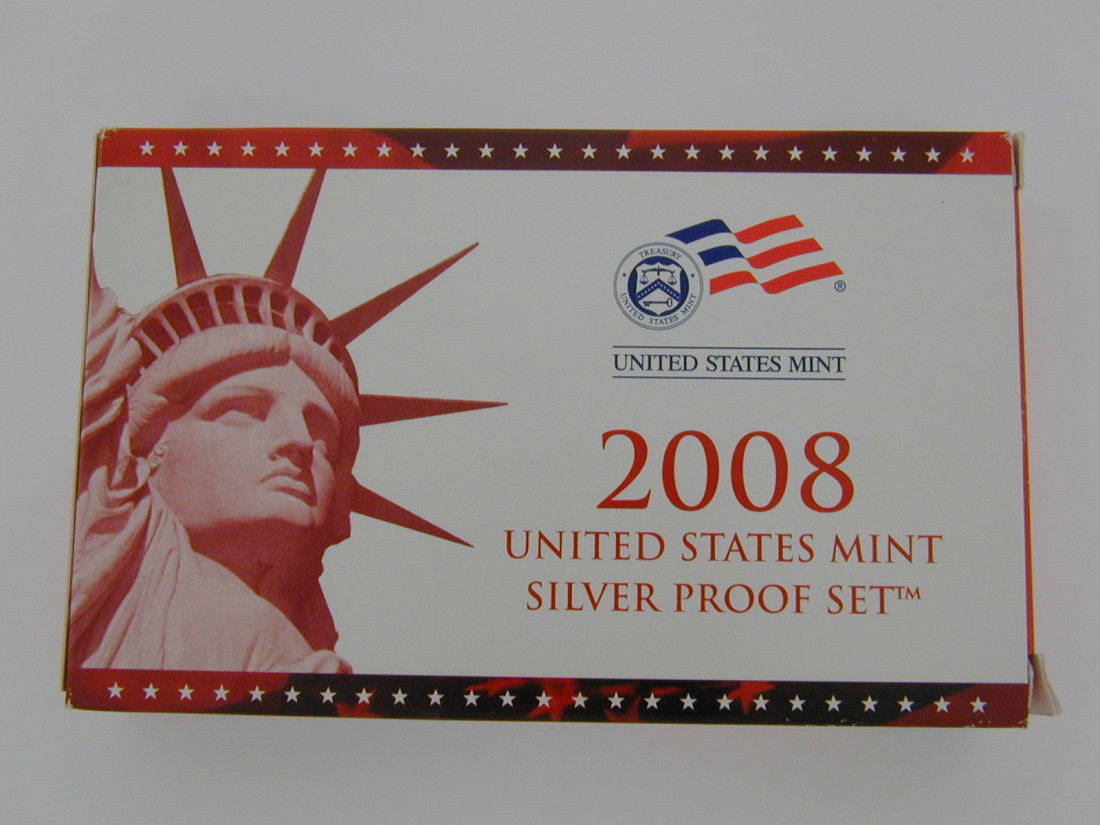 TREASURY
UNITED STATES MINT
®
UNITED STATES MINT
2008
UNITED STATES MINT
SILVER PROOF SET™